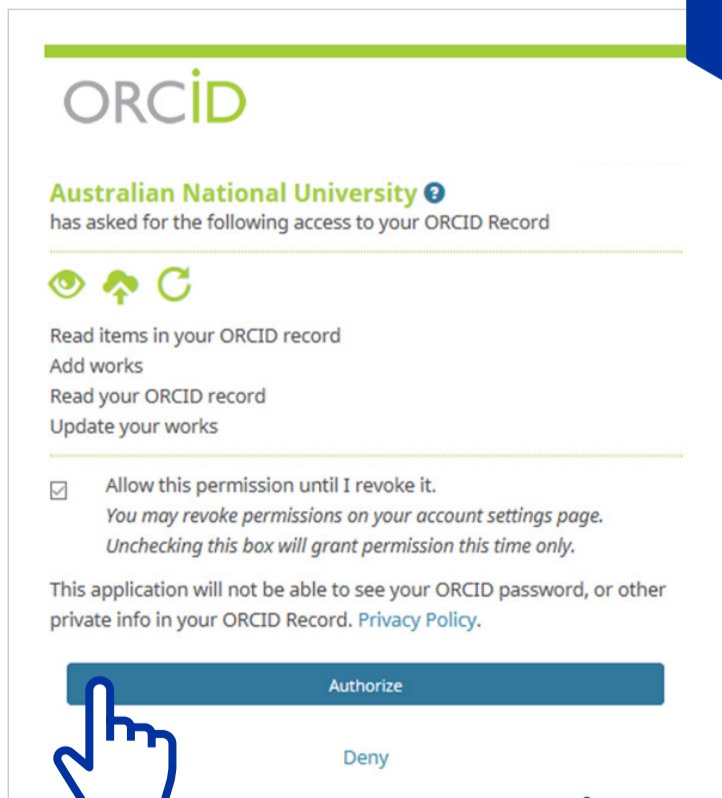 ORCiD
Australian National University ?
has asked for the following access to your ORCID Record
Read items in your ORCID record
Add works
Read your ORCID record
Update your works
Allow this permission until I revoke it.
You may revoke permissions on your account settings page.
Unchecking this box will grant permission this time only.
This application will not be able to see your ORCID password, or other
private info in your ORCID Record. Privacy Policy.
Authorize
Deny